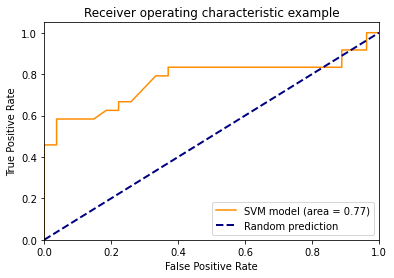 Receiver operating characteristic example
True Positive Rate
1.0
0.8
0.6
0.4
0.2
0.0
SVM model (area = 0.77)
Random prediction
0.0 0.2 0.4 0.6 0.8 1.0
False Positive Rate